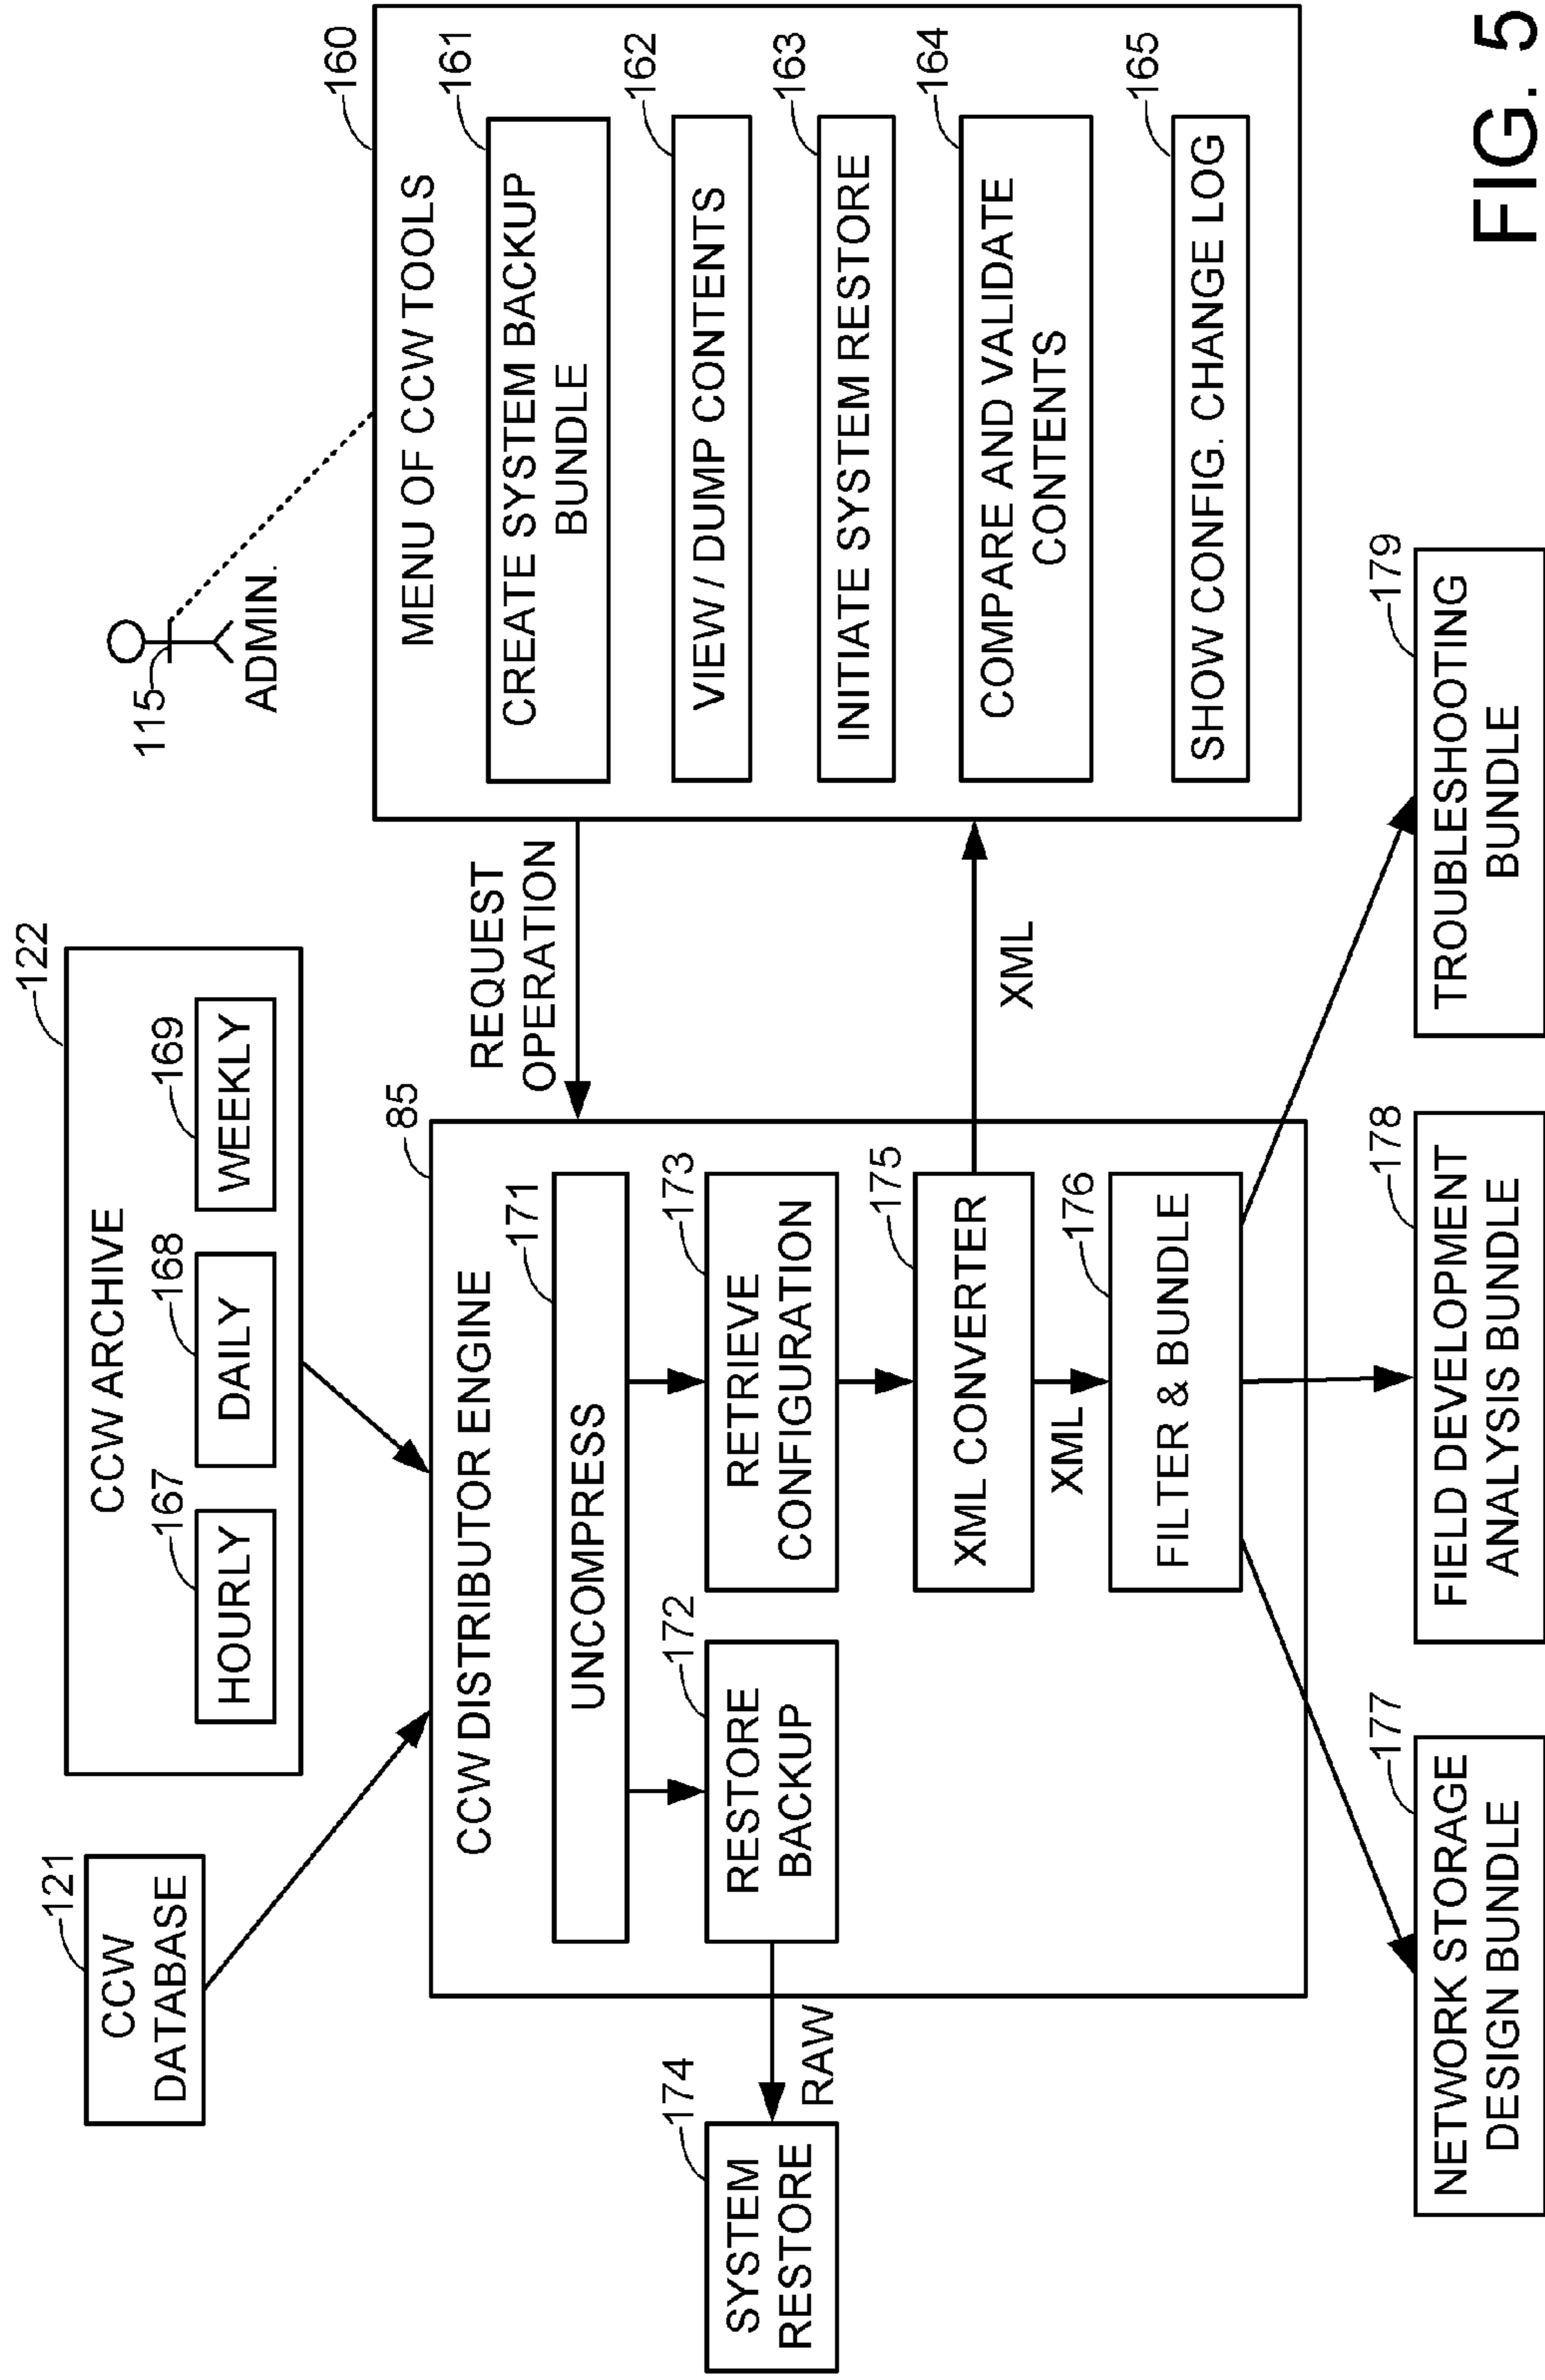 115
ADMIN.
160
MENU OF CCW TOOLS
161
CREATE SYSTEM BACKUP
BUNDLE
162
VIEW / DUMP CONTENTS
163
INITIATE SYSTEM RESTORE
164
COMPARE AND VALIDATE
CONTENTS
165
SHOW CONFIG. CHANGE LOG
121
CCW
DATABASE
122
CCW ARCHIVE
167
HOURLY
168
DAILY
169
WEEKLY
REQUEST
OPERATION
85
CCW DISTRIBUTOR ENGINE
171
UNCOMPRESS
172
RESTORE
BACKUP
173
RETRIEVE
CONFIGURATION
174
SYSTEM
RESTORE
RAW
175
XML CONVERTER
XML
XML
176
FILTER & BUNDLE
177
NETWORK STORAGE
DESIGN BUNDLE
178
FIELD DEVELOPMENT
ANALYSIS BUNDLE
179
TROUBLESHOOTING
BUNDLE
FIG. 5